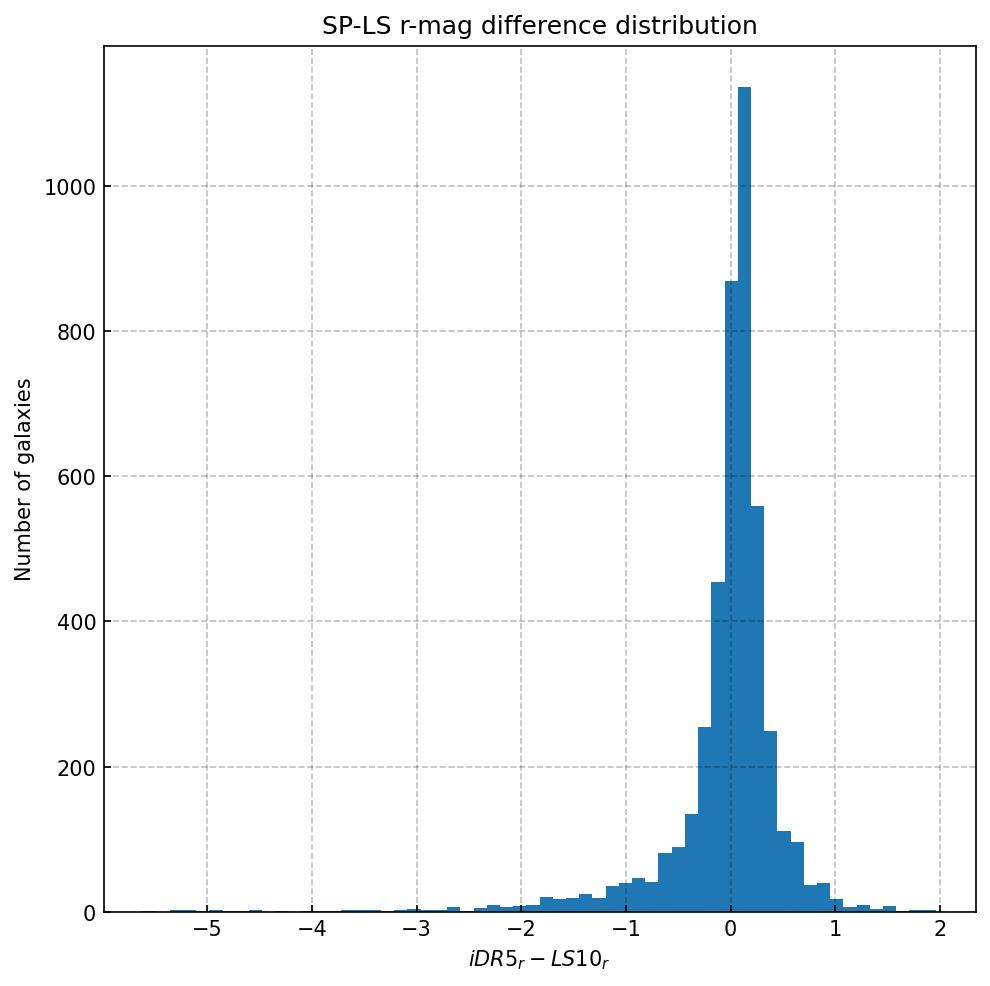 SP-LS r-mag difference distribution
Number of galaxies
1000
800
600
400
200
0
−5 −4 −3 −2 −1 0 1 2
iDR5r − LS10r